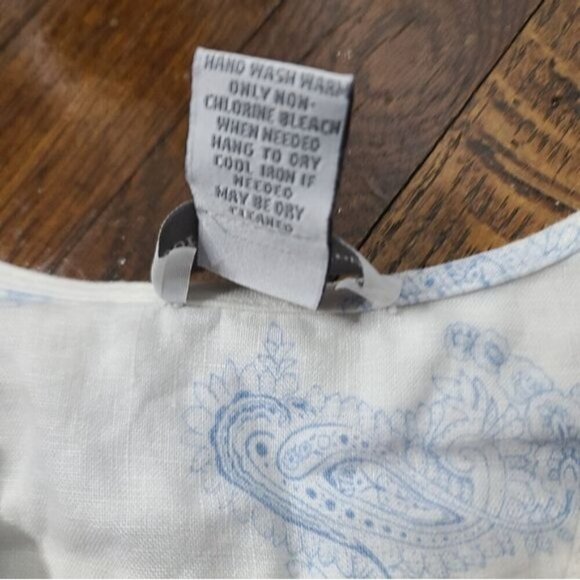 HAND WASH WARM
ONLY NON-
CHLORINE BLEACH
WHEN NEEDED
HANG TO DRY
COOL IRON IF
NEEDED
MAY BE DRY
CLEANED